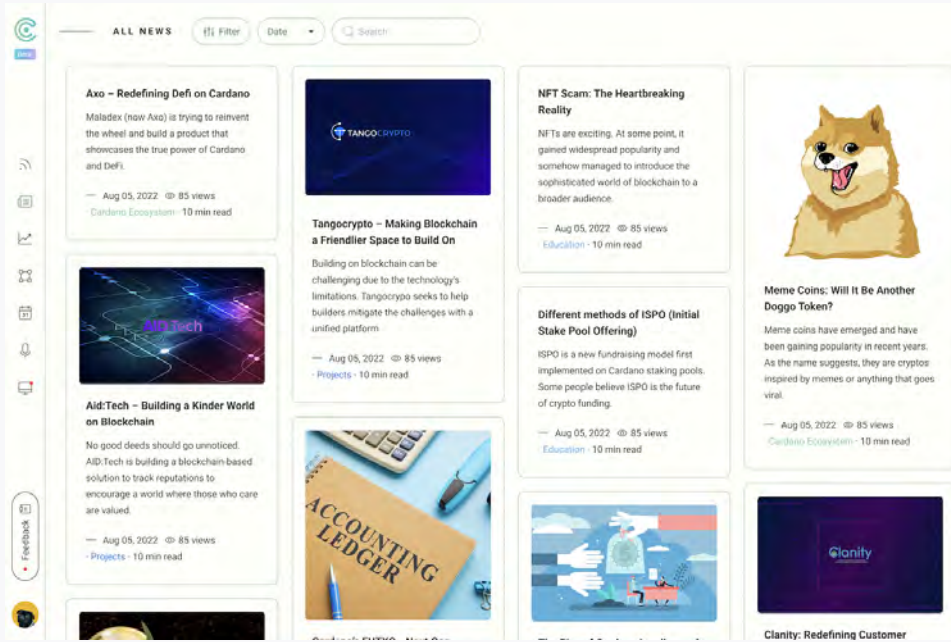 ALL NEWS
Filter
Date
Search
Axo – Redefining Defi on Cardano
Maladex (now Axo) is trying to reinvent
the wheel and build a product that
showcases the true power of Cardano
and DeFi.
— Aug 05, 2022 85 views
· Cardano Ecosystem · 10 min read
AID:Tech
Aid:Tech – Building a Kinder World
on Blockchain
No good deeds should go unnoticed.
AID:Tech is building a blockchain-based
solution to track reputations to
encourage a world where those who care
are valued.
— Aug 05, 2022 85 views
· Projects · 10 min read
TANGOCRYPTO
Tangocrypto – Making Blockchain
a Friendlier Space to Build On
Building on blockchain can be
challenging due to the technology's
limitations. Tangocrypo seeks to help
builders mitigate the challenges with a
unified platform
— Aug 05, 2022 85 views
· Projects · 10 min read
ACCOUNTING
LEDGER
NFT Scam: The Heartbreaking
Reality
NFTs are exciting. At some point, it
gained widespread popularity and
somehow managed to introduce the
sophisticated world of blockchain to a
broader audience.
— Aug 05, 2022 85 views
· Education · 10 min read
Different methods of ISPO (Initial
Stake Pool Offering)
ISPO is a new fundraising model first
implemented on Cardano staking pools.
Some people believe ISPO is the future
of crypto funding.
— Aug 05, 2022 85 views
· Education · 10 min read
Meme Coins: Will It Be Another
Doggo Token?
Meme coins have emerged and have
been gaining popularity in recent years.
As the name suggests, they are cryptos
inspired by memes or anything that goes
viral.
— Aug 05, 2022 85 views
· Cardano Ecosystem · 10 min read
Clanity
Clanity: Redefining Customer
Feedback
31